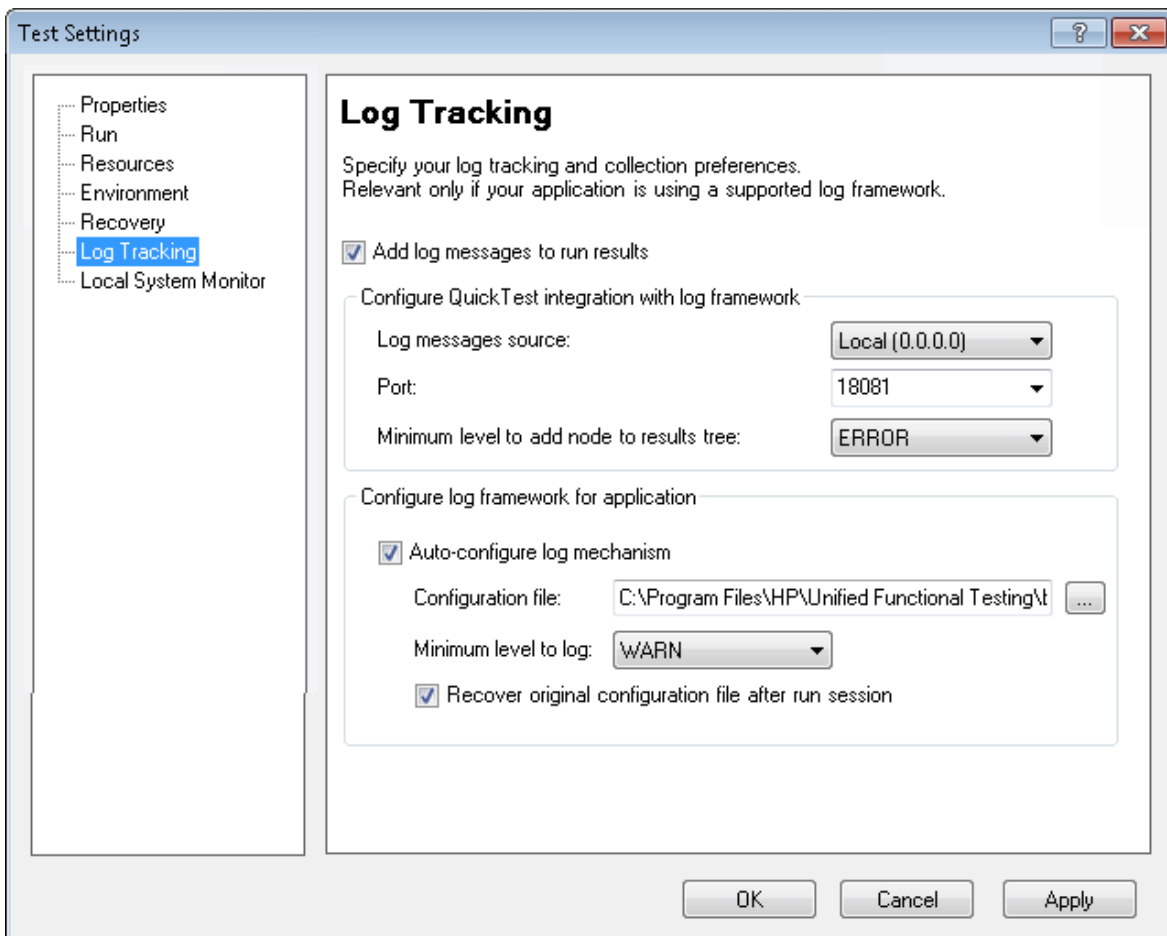 Test Settings
Properties
Run
Resources
Environment
Recovery
Log Tracking
Local System Monitor
Log Tracking
Specify your log tracking and collection preferences.
Relevant only if your application is using a supported log framework.
Add log messages to run results
Configure QuickTest integration with log framework
Log messages source: Local (0.0.0.0)
Port: 18081
Minimum level to add node to results tree: ERROR
Configure log framework for application
Auto-configure log mechanism
Configuration file: C:\Program Files\HP\Unified Functional Testing\ ...
Minimum level to log: WARN
Recover original configuration file after run session
OK Cancel Apply